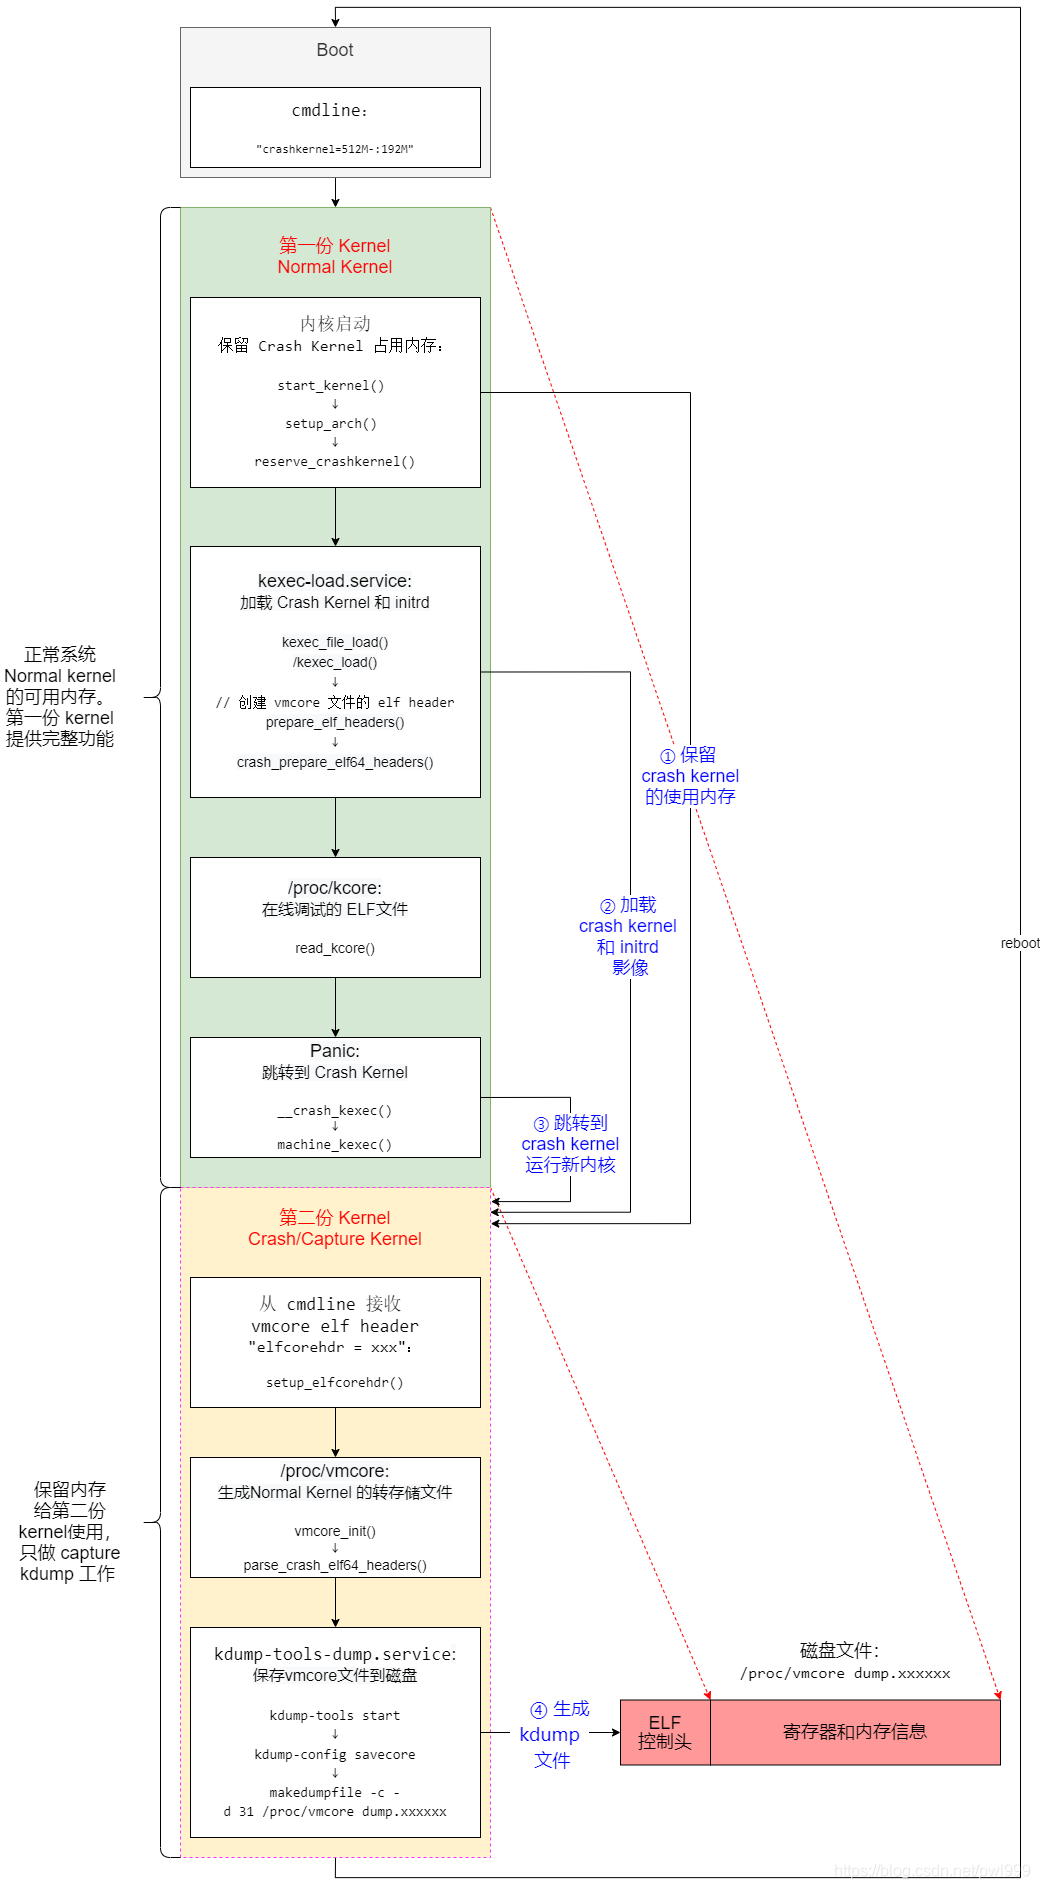 Boot
cmdline:
"crashkernel=512M-:192M"
第一份 Kernel
Normal Kernel
内核启动
保留 Crash Kernel 占用内存:
start_kernel()
↓
setup_arch()
↓
reserve_crashkernel()
kexec-load.service:
加载 Crash Kernel 和 initrd
kexec_file_load()
/kexec_load()
↓
// 创建 vmcore 文件的 elf header
prepare_elf_headers()
↓
crash_prepare_elf64_headers()
正常系统
Normal kernel
的可用内存。
第一份 kernel
提供完整功能
① 保留
crash kernel
的使用内存
/proc/kcore:
在线调试的 ELF文件
read_kcore()
② 加载
crash kernel
和 initrd
影像
reboot
Panic:
跳转到 Crash Kernel
__crash_kexec()
↓
machine_kexec()
③ 跳转到
crash kernel
运行新内核
第二份 Kernel
Crash/Capture Kernel
从 cmdline 接收
vmcore elf header
"elfcorehdr = xxx":
setup_elfcorehdr()
/proc/vmcore:
生成Normal Kernel 的转存储文件
vmcore_init()
↓
parse_crash_elf64_headers()
保留内存
给第二份
kernel使用,
只做 capture
kdump 工作
kdump-tools-dump.service:
保存vmcore文件到磁盘
kdump-tools start
↓
kdump-config savecore
↓
makedumpfile -c -
d 31 /proc/vmcore dump.xxxxxx
④ 生成
kdump
文件
磁盘文件:
/proc/vmcore dump.xxxxxx
ELF
控制头
寄存器和内存信息
https://blog.csdn.net/pwl999